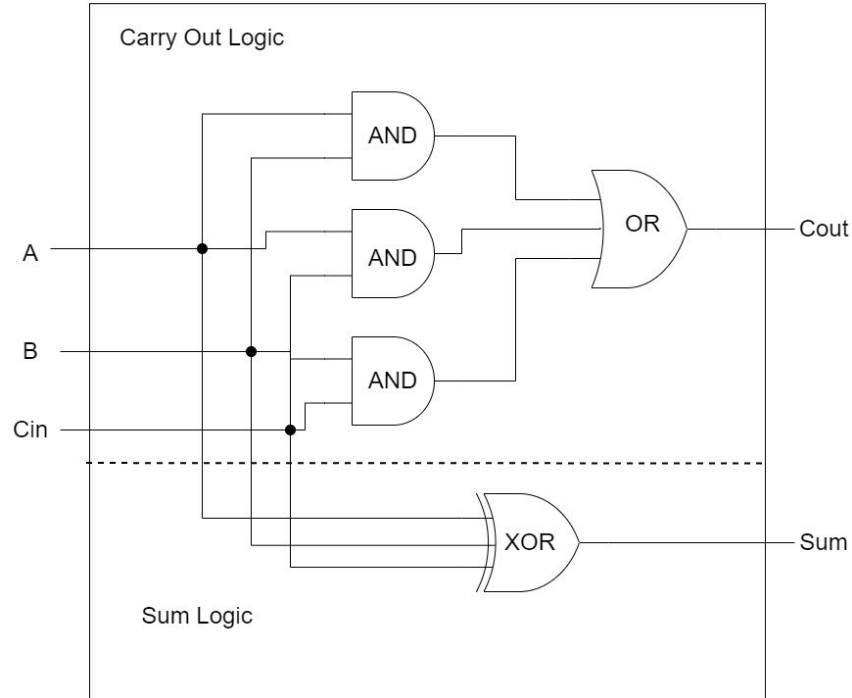 Carry Out Logic
AND
A
AND
OR
Cout
B
AND
Cin
XOR
Sum
Sum Logic